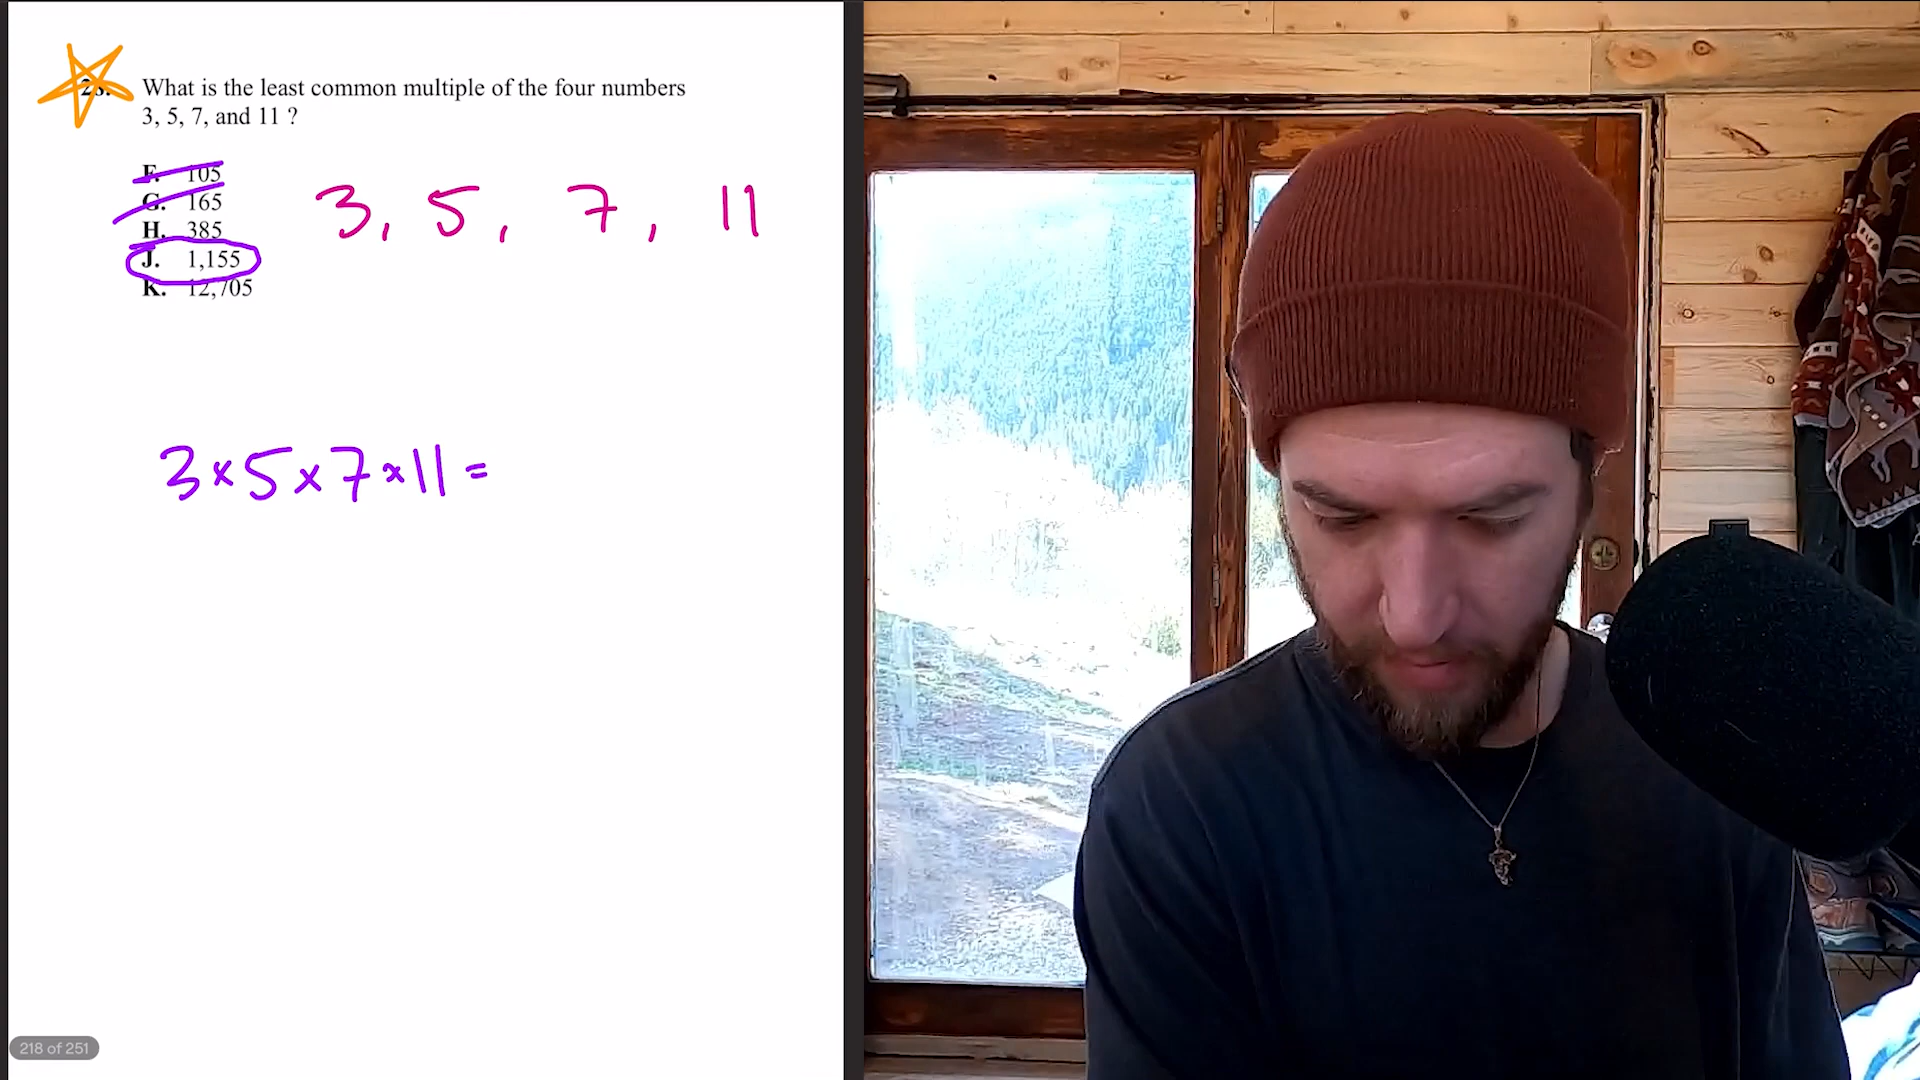 What is the least common multiple of the four numbers
3, 5, 7, and 11 ?
F. 105
G. 165
H. 385
J. 1,155
K. 12,705
3, 5, 7, 11
3×5×7×11=
218 of 251